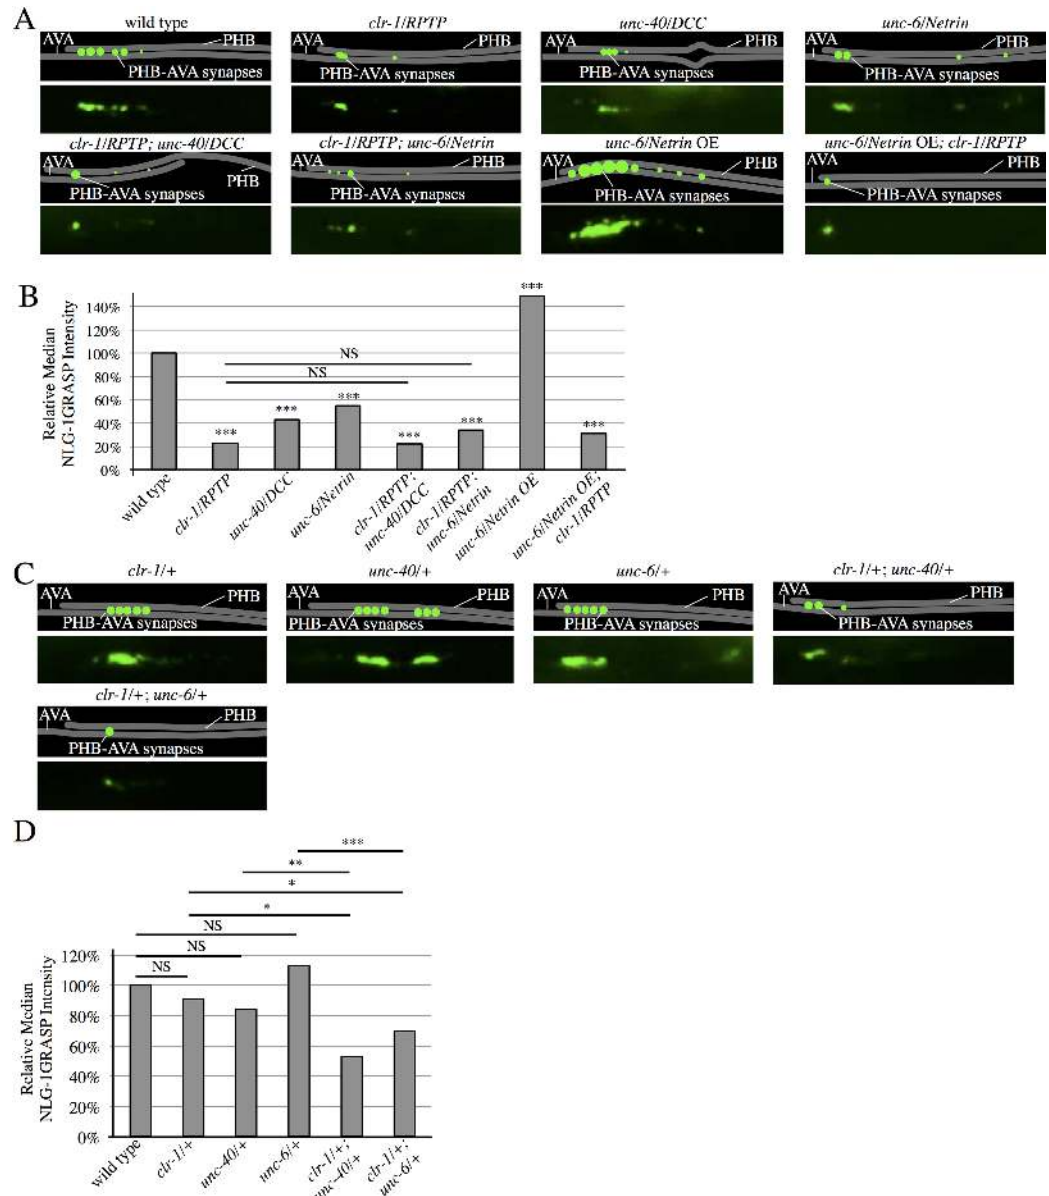 A
wild type
clr-1/RPTP
unc-40/DCC
unc-6/Netrin
AVA PHB
PHB-AVA synapses
AVA PHB
PHB-AVA synapses
AVA PHB
PHB-AVA synapses
AVA PHB
PHB-AVA synapses
clr-1/RPTP; unc-40/DCC
clr-1/RPTP; unc-6/Netrin
unc-6/Netrin OE
unc-6/Netrin OE; clr-1/RPTP
AVA PHB
PHB-AVA synapses
AVA PHB
PHB-AVA synapses
AVA PHB
PHB-AVA synapses
AVA PHB
PHB-AVA synapses
B
Relative Median
NLG-1GRASP Intensity
140%
120%
100%
80%
60%
40%
20%
0%
***
***
***
***
***
***
***
NS
NS
wild type
clr-1/RPTP
unc-40/DCC
unc-6/Netrin
clr-1/RPTP;
unc-40/DCC
clr-1/RPTP;
unc-6/Netrin
unc-6/Netrin OE
unc-6/Netrin OE;
clr-1/RPTP
C
clr-1/+
unc-40/+
unc-6/+
clr-1/+; unc-40/+
AVA PHB
PHB-AVA synapses
AVA PHB
PHB-AVA synapses
AVA PHB
PHB-AVA synapses
AVA PHB
PHB-AVA synapses
clr-1/+; unc-6/+
AVA PHB
PHB-AVA synapses
D
***
**
*
*
NS
NS
NS
Relative Median
NLG-1GRASP Intensity
120%
100%
80%
60%
40%
20%
0%
wild type
clr-1/+
unc-40/+
unc-6/+
clr-1/+;
unc-40/+
clr-1/+;
unc-6/+